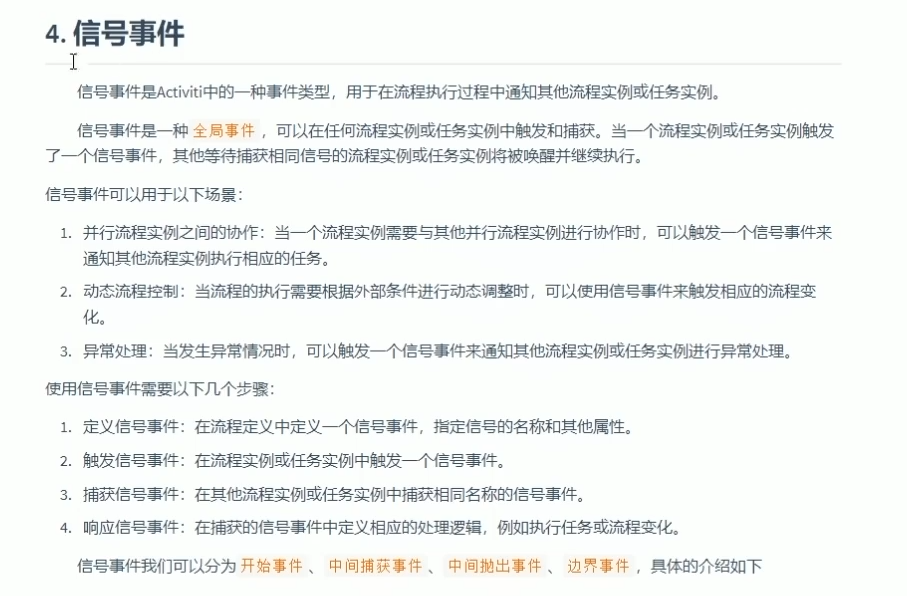 4. 信号事件
信号事件是Activiti中的一种事件类型，用于在流程执行过程中通知其他流程实例或任务实例。
信号事件是一种 全局事件 ，可以在任何流程实例或任务实例中触发和捕获。当一个流程实例或任务实例触发
了一个信号事件，其他等待捕获相同信号的流程实例或任务实例将被唤醒并继续执行。
信号事件可以用于以下场景：
1. 并行流程实例之间的协作：当一个流程实例需要与其他并行流程实例进行协作时，可以触发一个信号事件来
通知其他流程实例执行相应的任务。
2. 动态流程控制：当流程的执行需要根据外部条件进行动态调整时，可以使用信号事件来触发相应的流程变
化。
3. 异常处理：当发生异常情况时，可以触发一个信号事件来通知其他流程实例或任务实例进行异常处理。
使用信号事件需要以下几个步骤：
1. 定义信号事件：在流程定义中定义一个信号事件，指定信号的名称和其他属性。
2. 触发信号事件：在流程实例或任务实例中触发一个信号事件。
3. 捕获信号事件：在其他流程实例或任务实例中捕获相同名称的信号事件。
4. 响应信号事件：在捕获的信号事件中定义相应的处理逻辑，例如执行任务或流程变化。
信号事件我们可以分为 开始事件 、 中间捕获事件 、 中间抛出事件 、 边界事件 ，具体的介绍如下